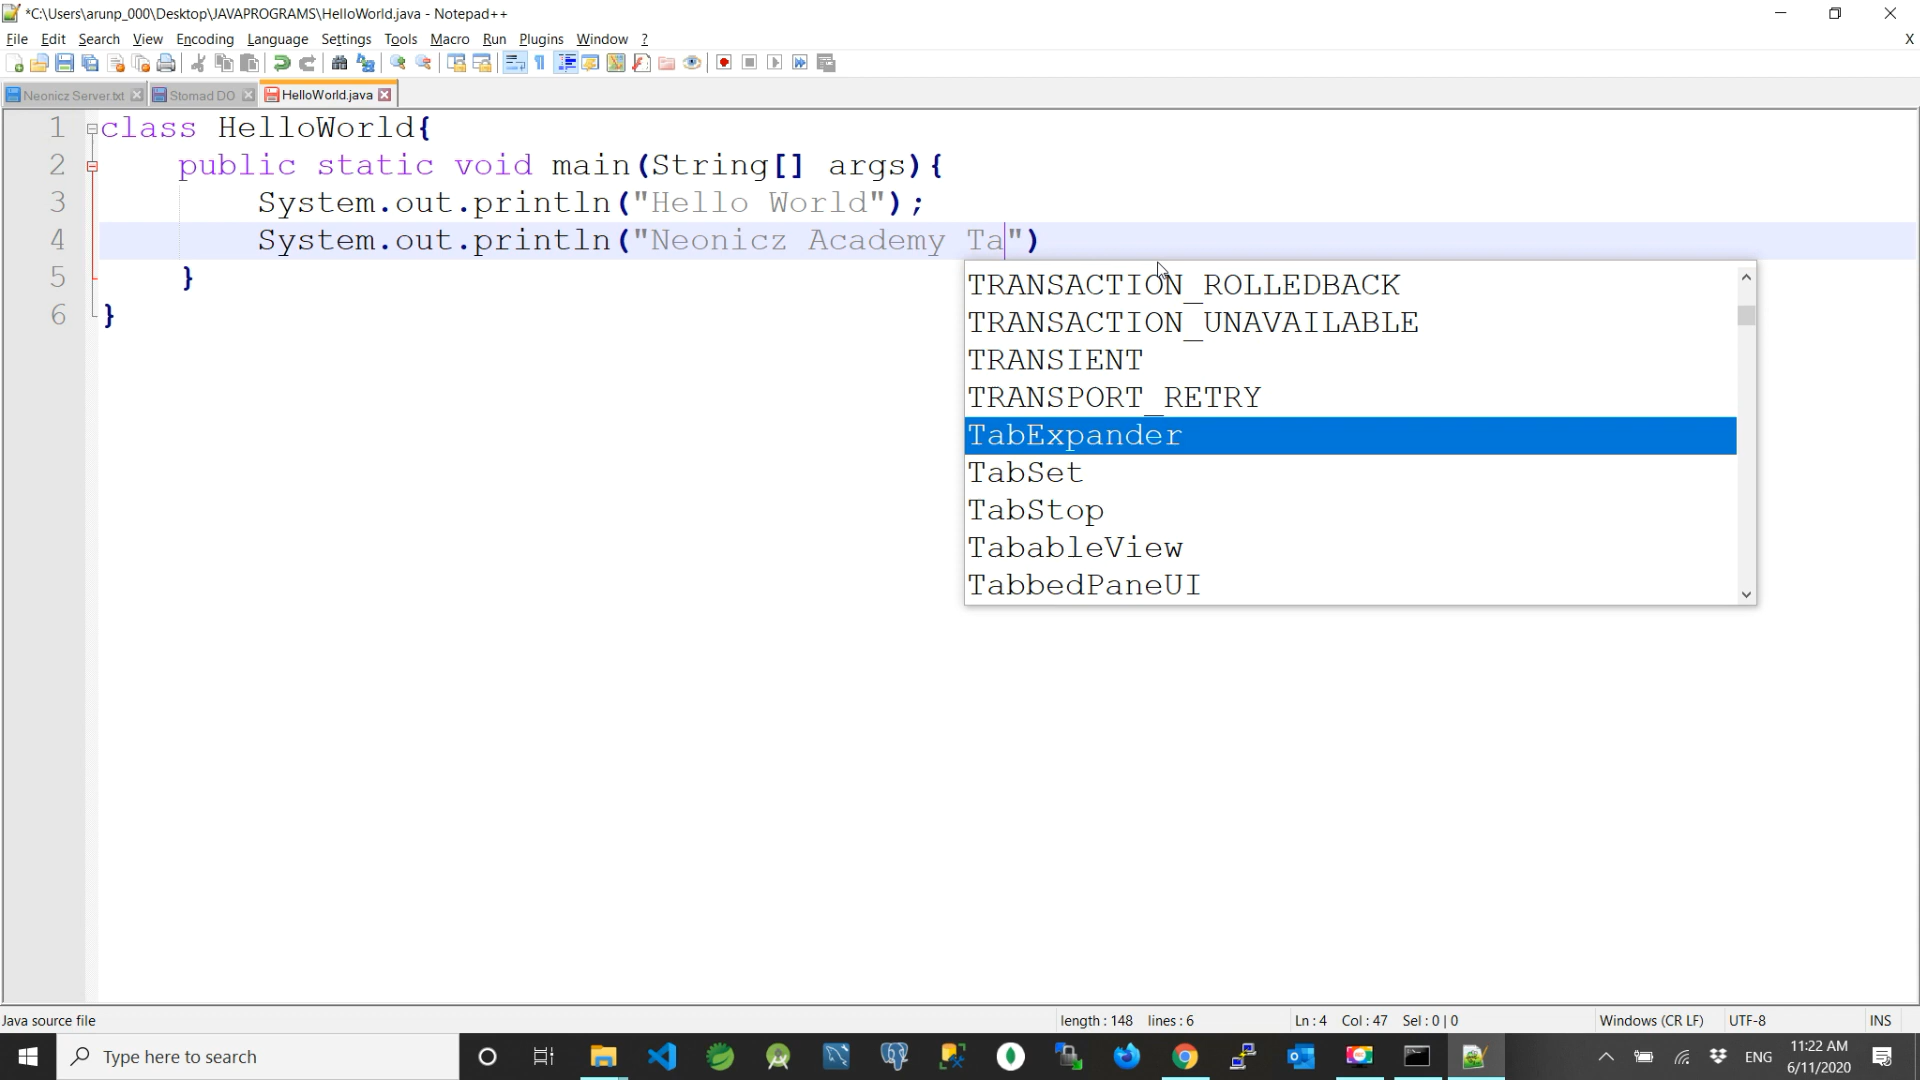 *C:\Users\arunp_000\Desktop\JAVAPROGRAMS\HelloWorld.java - Notepad++
File Edit Search View Encoding Language Settings Tools Macro Run Plugins Window ?
X
Neonicz Server.txt Stomad DO HelloWorld.java
1 class HelloWorld{
2 public static void main(String[] args){
3 System.out.println("Hello World");
4 System.out.println("Neonicz Academy Ta")
5 }
6 }
TRANSACTION_ROLLEDBACK
TRANSACTION_UNAVAILABLE
TRANSIENT
TRANSPORT_RETRY
TabExpander
TabSet
TabStop
TabableView
TabbedPaneUI
Java source file length : 148 lines : 6 Ln : 4 Col : 47 Sel : 0 | 0 Windows (CR LF) UTF-8 INS
Type here to search
ENG
11:22 AM
6/11/2020